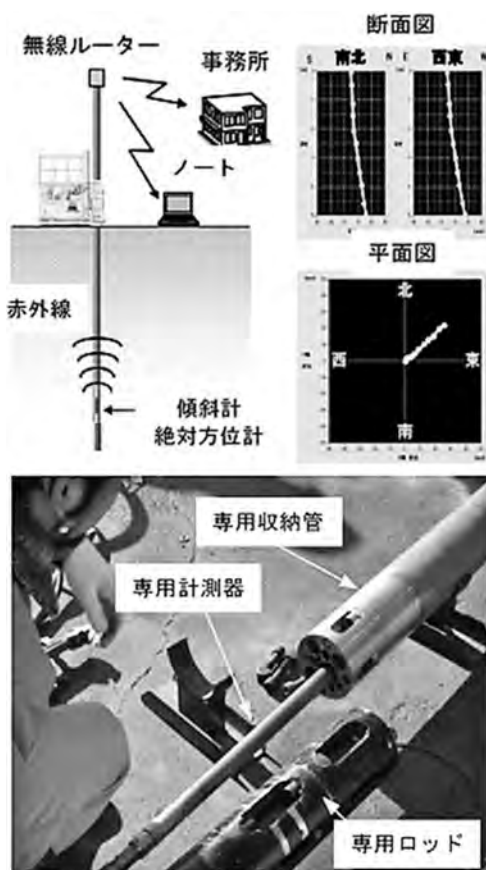 断面図
無線ルーター
事務所
S 南北 N
E 西東 W
ノート
平面図
北
赤外線
西
東
傾斜計
絶対方位計
南
専用収納管
専用計測器
専用ロッド